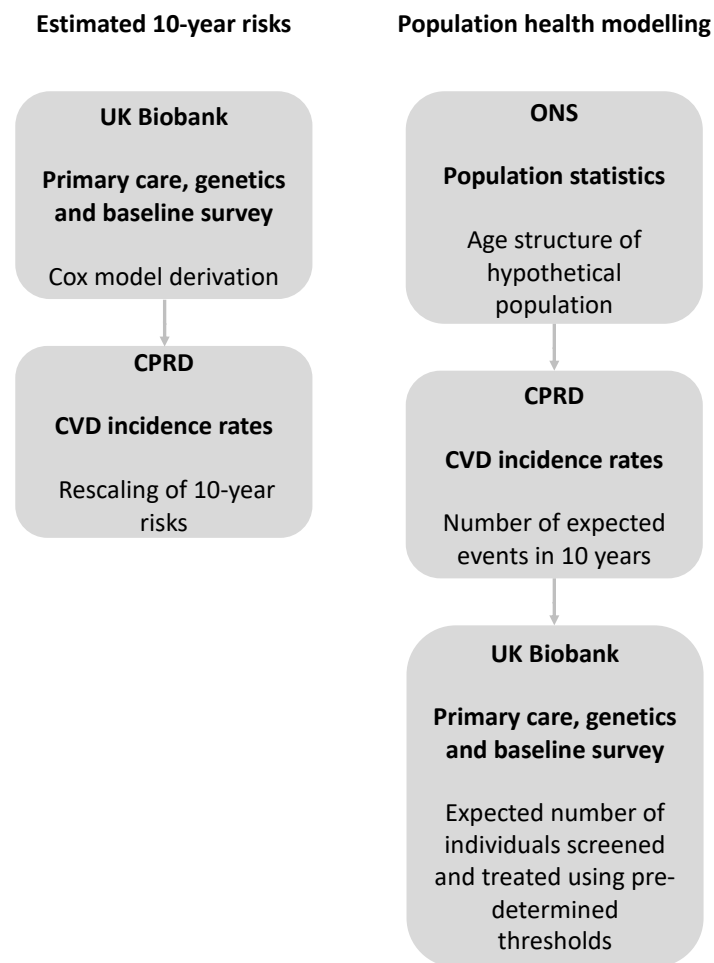 Estimated 10-year risks
UK Biobank
Primary care, genetics
and baseline survey
Cox model derivation
CPRD
CVD incidence rates
Rescaling of 10-year
risks
Population health modelling
ONS
Population statistics
Age structure of
hypothetical
population
CPRD
CVD incidence rates
Number of expected
events in 10 years
UK Biobank
Primary care, genetics
and baseline survey
Expected number of
individuals screened
and treated using pre-
determined
thresholds